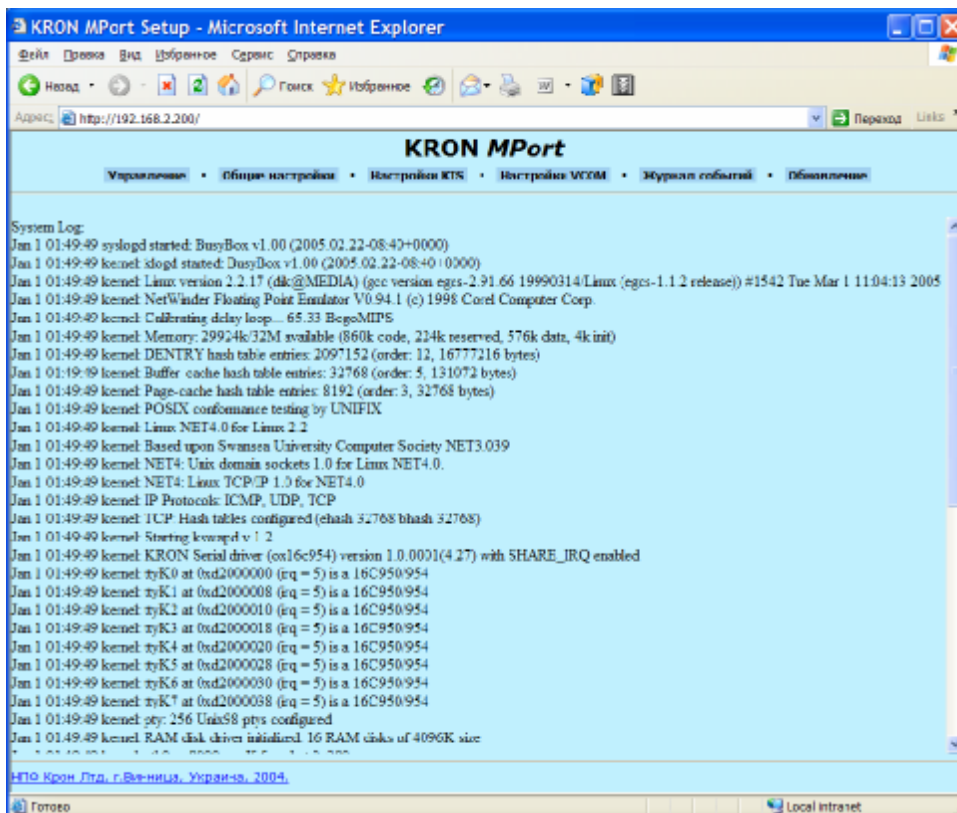 KRON MPort Setup - Microsoft Internet Explorer
Файл Правка Вид Избранное Сервис Справка
Назад Поиск Избранное
Адрес: http://192.168.2.200/ Переход Links
KRON MPort
Управление • Общие настройки • Настройки KTS • Настройки VCOM • Журнал событий • Обновление
System Log:
Jan 1 01:49:49 syslogd started: BusyBox v1.00 (2005.02.22-08:40+0000)
Jan 1 01:49:49 kernel: klogd started: BusyBox v1.00 (2005.02.22-08:40+0000)
Jan 1 01:49:49 kernel: Linux version 2.2.17 (dik@MEDIA) (gcc version egcs-2.91.66 19990314/Linux (egcs-1.1.2 release)) #1542 Tue Mar 1 11:04:13 2005
Jan 1 01:49:49 kernel: NetWinder Floating Point Emulator V0.94.1 (c) 1998 Corel Computer Corp.
Jan 1 01:49:49 kernel: Calibrating delay loop... 65.33 BogoMIPS
Jan 1 01:49:49 kernel: Memory: 29924k/32M available (860k code, 224k reserved, 576k data, 4k init)
Jan 1 01:49:49 kernel: DENTRY hash table entries: 2097152 (order: 12, 16777216 bytes)
Jan 1 01:49:49 kernel: Buffer-cache hash table entries: 32768 (order: 5, 131072 bytes)
Jan 1 01:49:49 kernel: Page-cache hash table entries: 8192 (order: 3, 32768 bytes)
Jan 1 01:49:49 kernel: POSIX conformance testing by UNIFIX
Jan 1 01:49:49 kernel: Linux NET4.0 for Linux 2.2
Jan 1 01:49:49 kernel: Based upon Swansea University Computer Society NET3.039
Jan 1 01:49:49 kernel: NET4: Unix domain sockets 1.0 for Linux NET4.0.
Jan 1 01:49:49 kernel: NET4: Linux TCP/IP 1.0 for NET4.0
Jan 1 01:49:49 kernel: IP Protocols: ICMP, UDP, TCP
Jan 1 01:49:49 kernel: TCP: Hash tables configured (ehash 32768 bhash 32768)
Jan 1 01:49:49 kernel: Starting kswapd v 1.2
Jan 1 01:49:49 kernel: KRON Serial driver (ox16c954) version 1.0.0001(4.27) with SHARE_IRQ enabled
Jan 1 01:49:49 kernel: ttyK0 at 0xd2000000 (irq = 5) is a 16C950/954
Jan 1 01:49:49 kernel: ttyK1 at 0xd2000008 (irq = 5) is a 16C950/954
Jan 1 01:49:49 kernel: ttyK2 at 0xd2000010 (irq = 5) is a 16C950/954
Jan 1 01:49:49 kernel: ttyK3 at 0xd2000018 (irq = 5) is a 16C950/954
Jan 1 01:49:49 kernel: ttyK4 at 0xd2000020 (irq = 5) is a 16C950/954
Jan 1 01:49:49 kernel: ttyK5 at 0xd2000028 (irq = 5) is a 16C950/954
Jan 1 01:49:49 kernel: ttyK6 at 0xd2000030 (irq = 5) is a 16C950/954
Jan 1 01:49:49 kernel: ttyK7 at 0xd2000038 (irq = 5) is a 16C950/954
Jan 1 01:49:49 kernel: pty: 256 Unix98 ptys configured
Jan 1 01:49:49 kernel: RAM disk driver initialized: 16 RAM disks of 4096K size
НПФ Крон Лтд, г.Винница, Украина, 2004.
Готово Local intranet